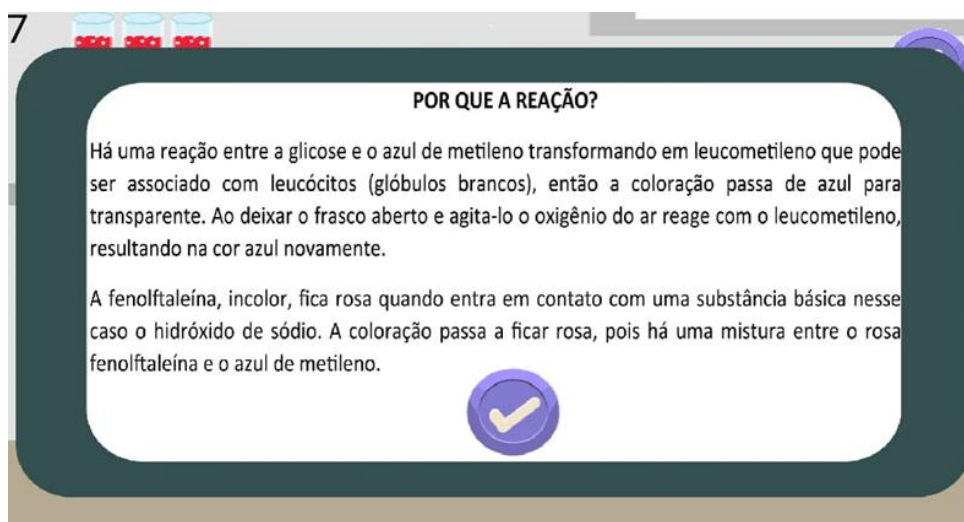 7
POR QUE A REAÇÃO?
Há uma reação entre a glicose e o azul de metileno transformando em leucometileno que pode
ser associado com leucócitos (glóbulos brancos), então a coloração passa de azul para
transparente. Ao deixar o frasco aberto e agita-lo o oxigênio do ar reage com o leucometileno,
resultando na cor azul novamente.
A fenolftaleína, incolor, fica rosa quando entra em contato com uma substância básica nesse
caso o hidróxido de sódio. A coloração passa a ficar rosa, pois há uma mistura entre o rosa
fenolftaleína e o azul de metileno.